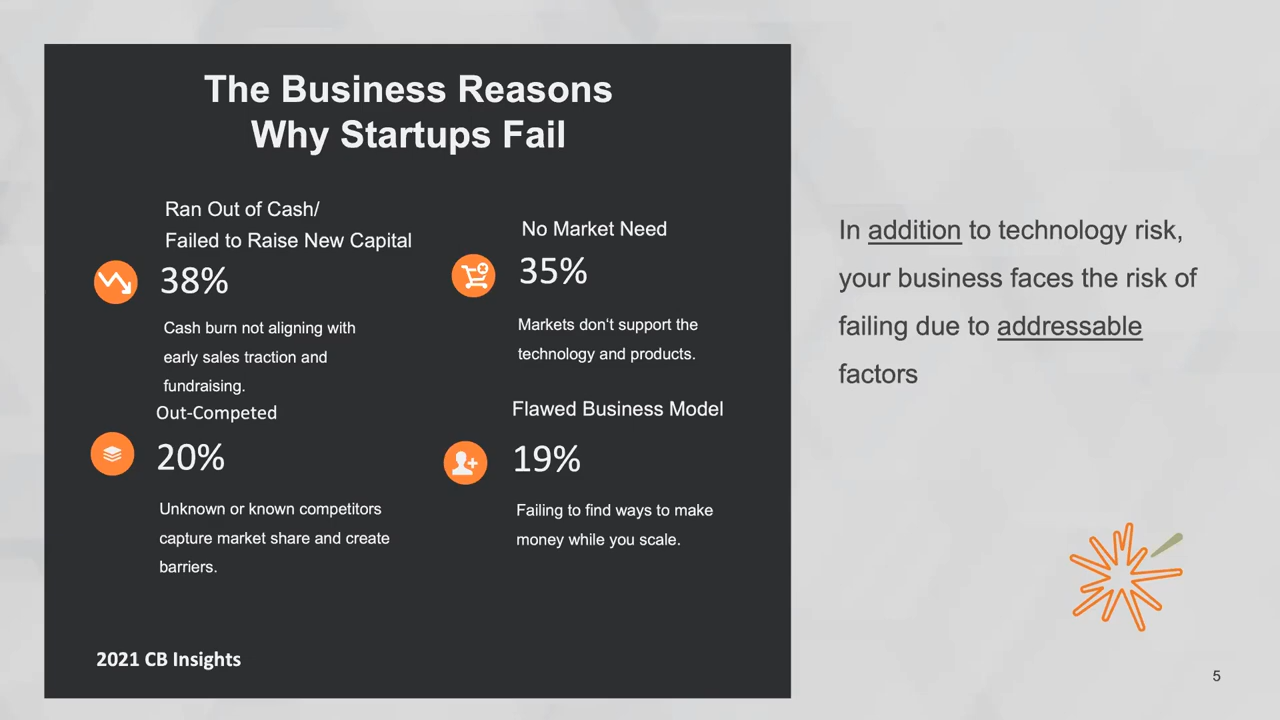 The Business Reasons
Why Startups Fail
Ran Out of Cash/
Failed to Raise New Capital
38%
Cash burn not aligning with
early sales traction and
fundraising.
No Market Need
35%
Markets don't support the
technology and products.
Out-Competed
20%
Unknown or known competitors
capture market share and create
barriers.
Flawed Business Model
19%
Failing to find ways to make
money while you scale.
2021 CB Insights
In addition to technology risk,
your business faces the risk of
failing due to addressable
factors
5